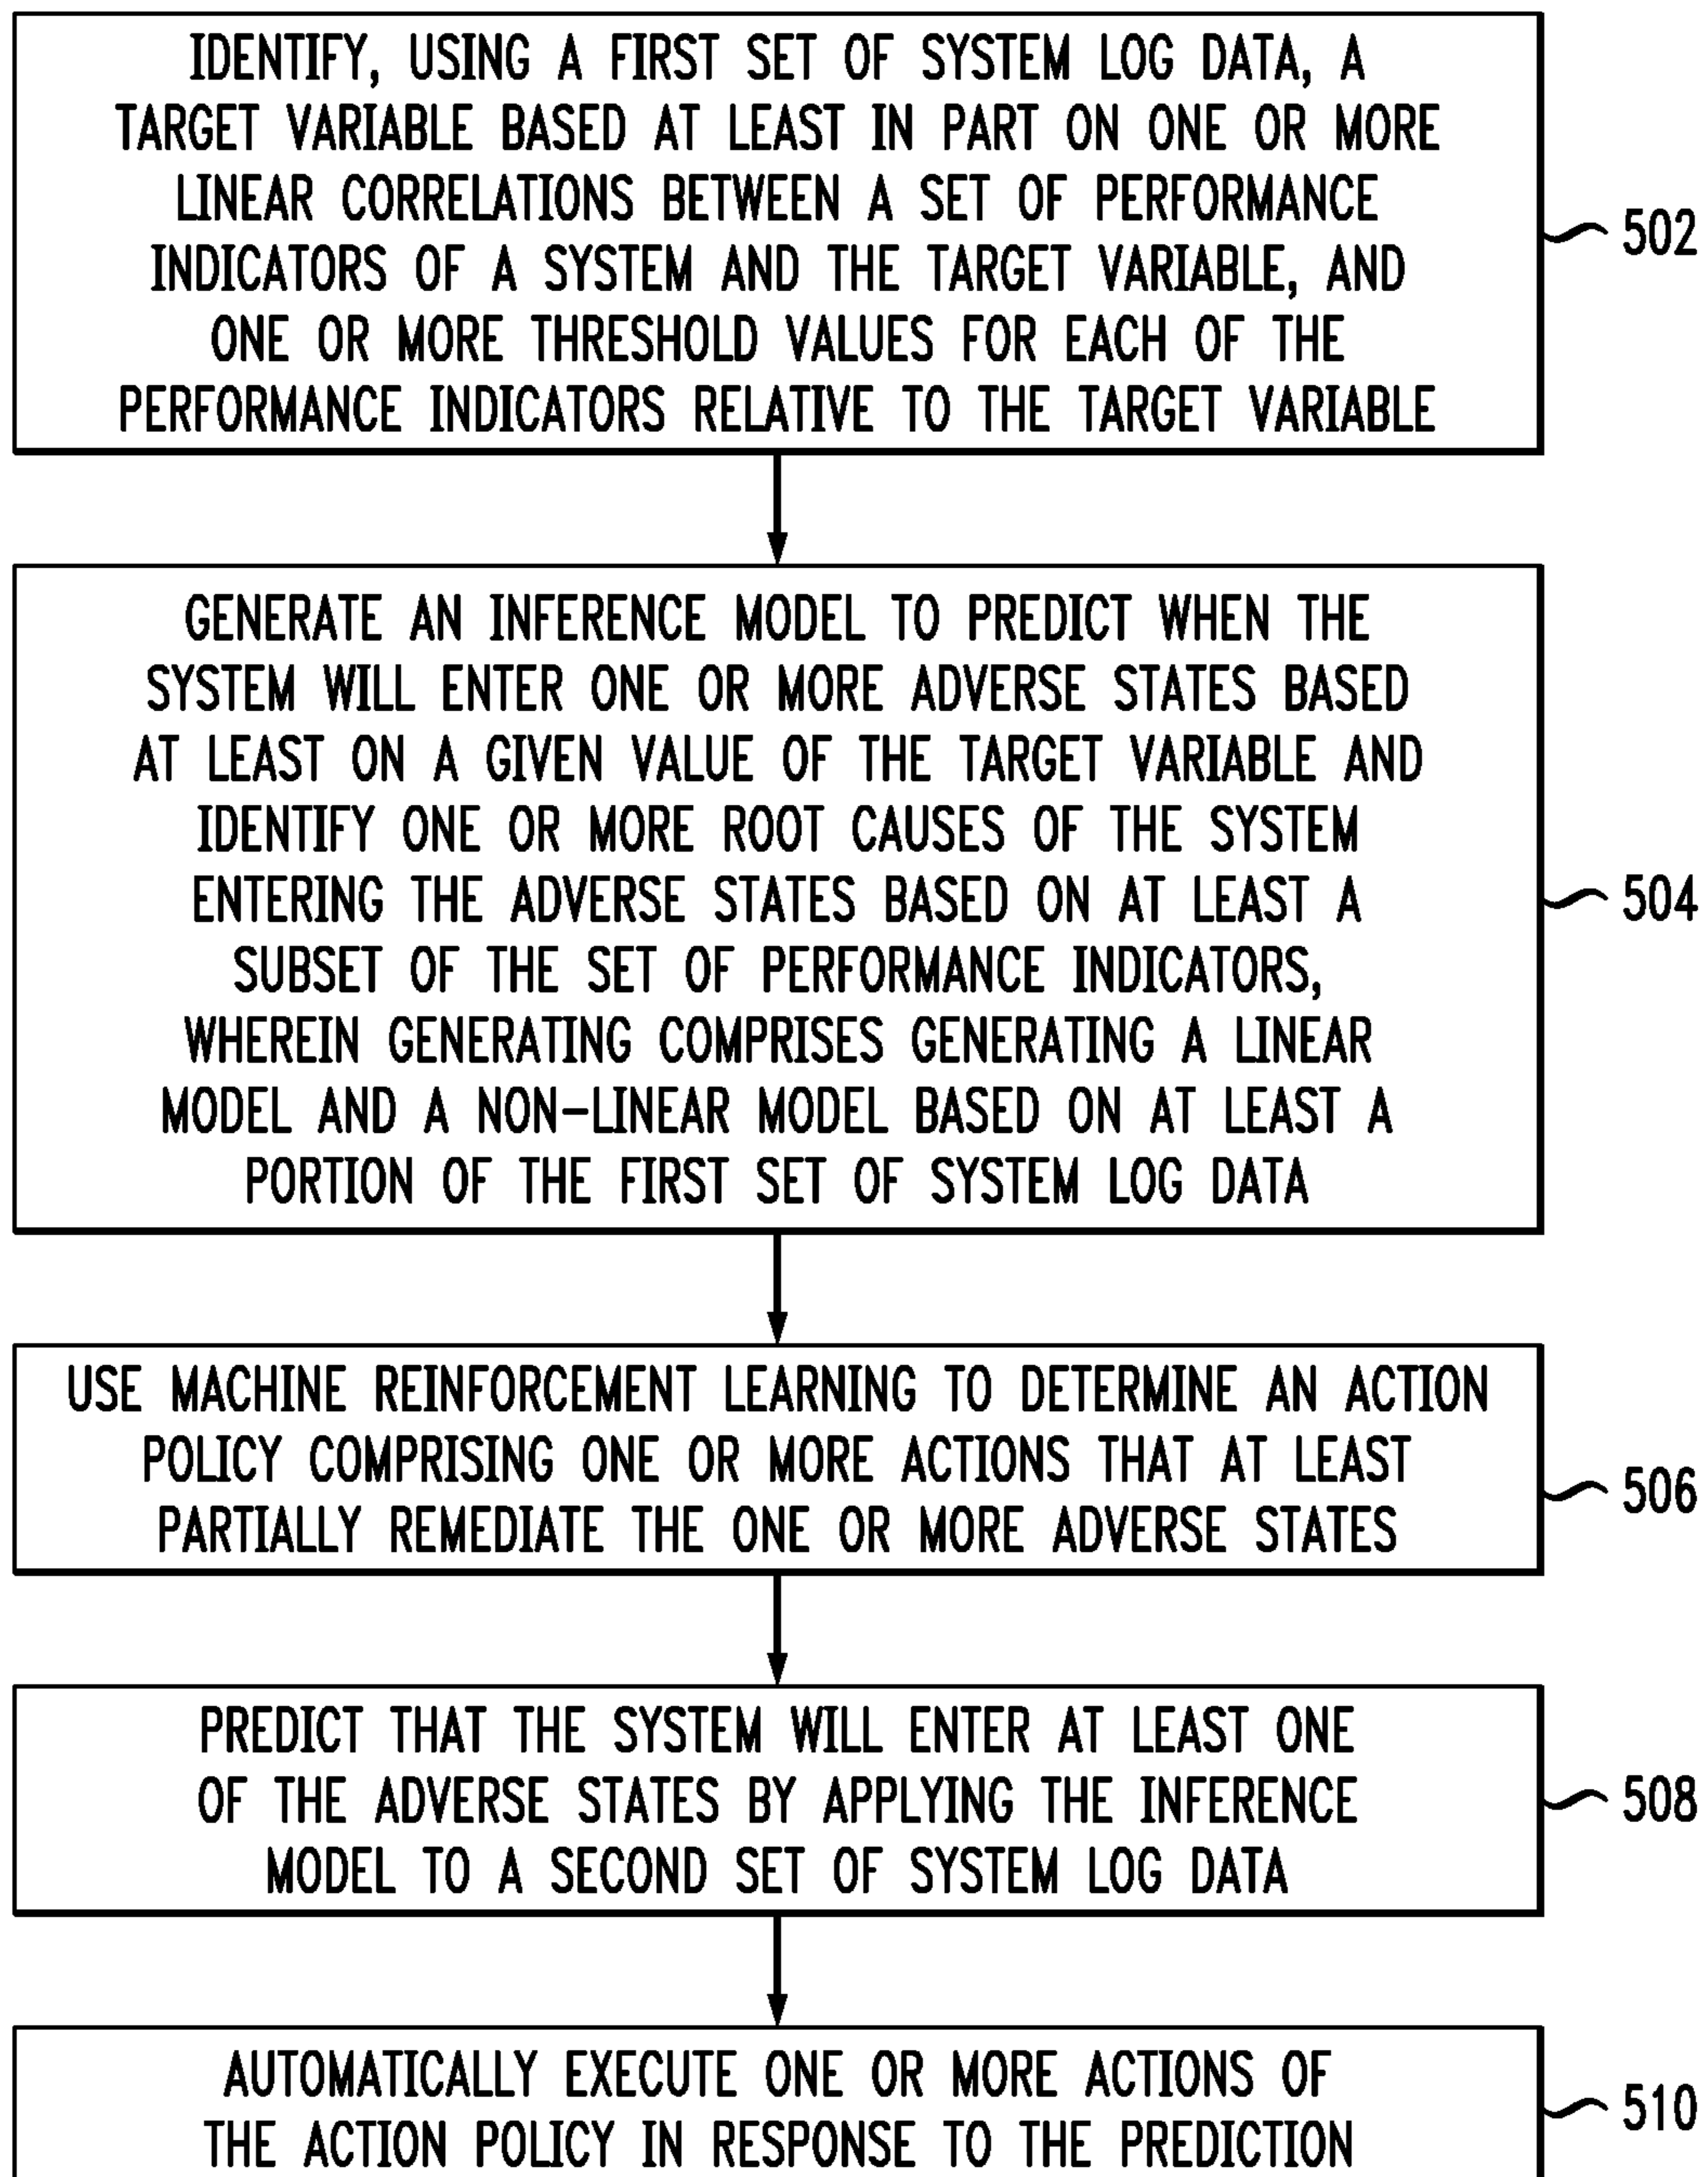 IDENTIFY, USING A FIRST SET OF SYSTEM LOG DATA, A
TARGET VARIABLE BASED AT LEAST IN PART ON ONE OR MORE
LINEAR CORRELATIONS BETWEEN A SET OF PERFORMANCE
INDICATORS OF A SYSTEM AND THE TARGET VARIABLE, AND
ONE OR MORE THRESHOLD VALUES FOR EACH OF THE
PERFORMANCE INDICATORS RELATIVE TO THE TARGET VARIABLE
502
GENERATE AN INFERENCE MODEL TO PREDICT WHEN THE
SYSTEM WILL ENTER ONE OR MORE ADVERSE STATES BASED
AT LEAST ON A GIVEN VALUE OF THE TARGET VARIABLE AND
IDENTIFY ONE OR MORE ROOT CAUSES OF THE SYSTEM
ENTERING THE ADVERSE STATES BASED ON AT LEAST A
SUBSET OF THE SET OF PERFORMANCE INDICATORS,
WHEREIN GENERATING COMPRISES GENERATING A LINEAR
MODEL AND A NON-LINEAR MODEL BASED ON AT LEAST A
PORTION OF THE FIRST SET OF SYSTEM LOG DATA
504
USE MACHINE REINFORCEMENT LEARNING TO DETERMINE AN ACTION
POLICY COMPRISING ONE OR MORE ACTIONS THAT AT LEAST
PARTIALLY REMEDIATE THE ONE OR MORE ADVERSE STATES
506
PREDICT THAT THE SYSTEM WILL ENTER AT LEAST ONE
OF THE ADVERSE STATES BY APPLYING THE INFERENCE
MODEL TO A SECOND SET OF SYSTEM LOG DATA
508
AUTOMATICALLY EXECUTE ONE OR MORE ACTIONS OF
THE ACTION POLICY IN RESPONSE TO THE PREDICTION
510